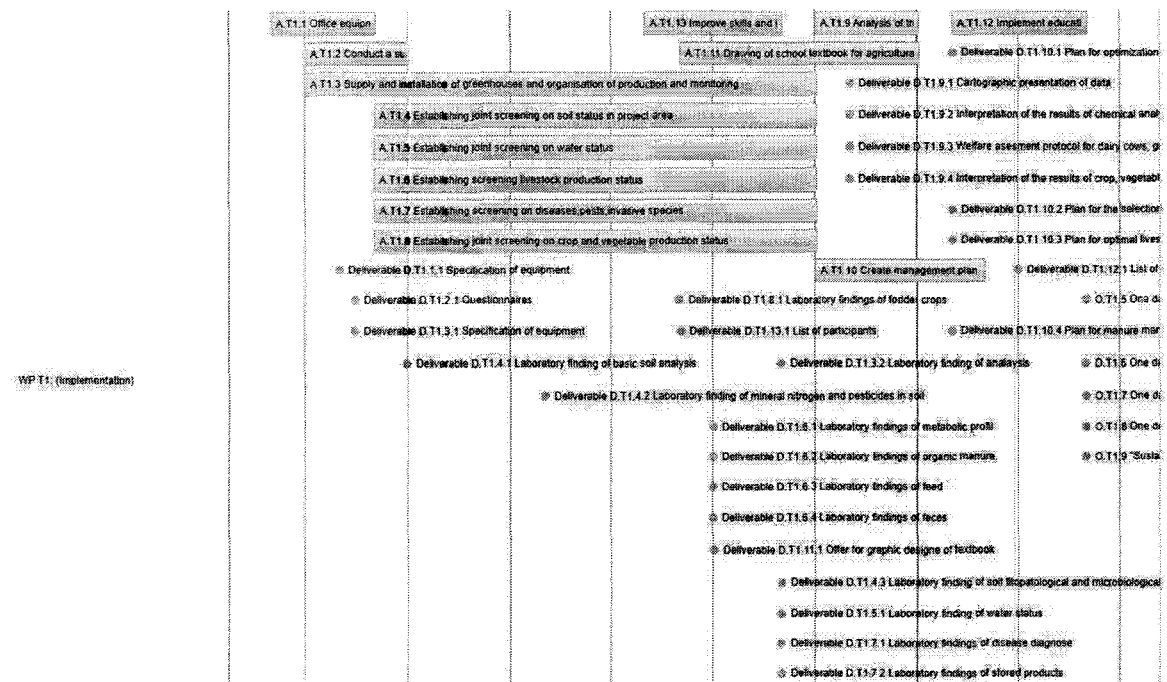 A.T1.1 Office equipn
A.T1.13 Improve skills and i
A.T1.9 Analysis of th
A.T1.12 Implement educati
A.T1.2 Conduct a su
A.T1.11 Drawing of school textbook for agricultura
Deliverable D.T1.10.1 Plan for optimization
A.T1.3 Supply and installation of greenhouses and organisation of production and monitoring
Deliverable D.T1.9.1 Cartographic presentation of data
A.T1.4 Establishing joint screening on soil status in project area
Deliverable D.T1.9.2 Interpretation of the results of chemical anal
A.T1.5 Establishing joint screening on water status
Deliverable D.T1.9.3 Welfare asesment protocol for dairy cows, g
A.T1.6 Establishing screening livestock production status
Deliverable D.T1.9.4 Interpretation of the results of crop, vegetabl
A.T1.7 Establishing screening on diseases,pests,invasive species
Deliverable D.T1.10.2 Plan for the selection
A.T1.8 Establishing joint screening on crop and vegetable production status
Deliverable D.T1.10.3 Plan for optimal lives
Deliverable D.T1.1.1 Specification of equipment
A.T1.10 Create management plan
Deliverable D.T1.12.1 List of
Deliverable D.T1.2.1 Questionnaires
Deliverable D.T1.8.1 Laboratory findings of fodder crops
O.T1.5 One da
Deliverable D.T1.3.1 Specification of equipment
Deliverable D.T1.13.1 List of participants
Deliverable D.T1.10.4 Plan for manure mar
Deliverable D.T1.4.1 Laboratory finding of basic soil analysis
Deliverable D.T1.3.2 Laboratory finding of analaysis
O.T1.6 One da
WP T1: (Implementation)
Deliverable D.T1.4.2 Laboratory finding of mineral nitrogen and pesticides in soil
O.T1.7 One da
Deliverable D.T1.6.1 Laboratory findings of metabolic profil
O.T1.8 One da
Deliverable D.T1.6.2 Laboratory findings of organic manure
O.T1.9 "Susta
Deliverable D.T1.6.3 Laboratory findings of feed
Deliverable D.T1.6.4 Laboratory findings of feces
Deliverable D.T1.11.1 Offer for graphic designe of textbook
Deliverable D.T1.4.3 Laboratory finding of soil fitopatological and microbiological
Deliverable D.T1.5.1 Laboratory finding of water status
Deliverable D.T1.7.1 Laboratory findings of disease diagnose
Deliverable D.T1.7.2 Laboratory findings of stored products